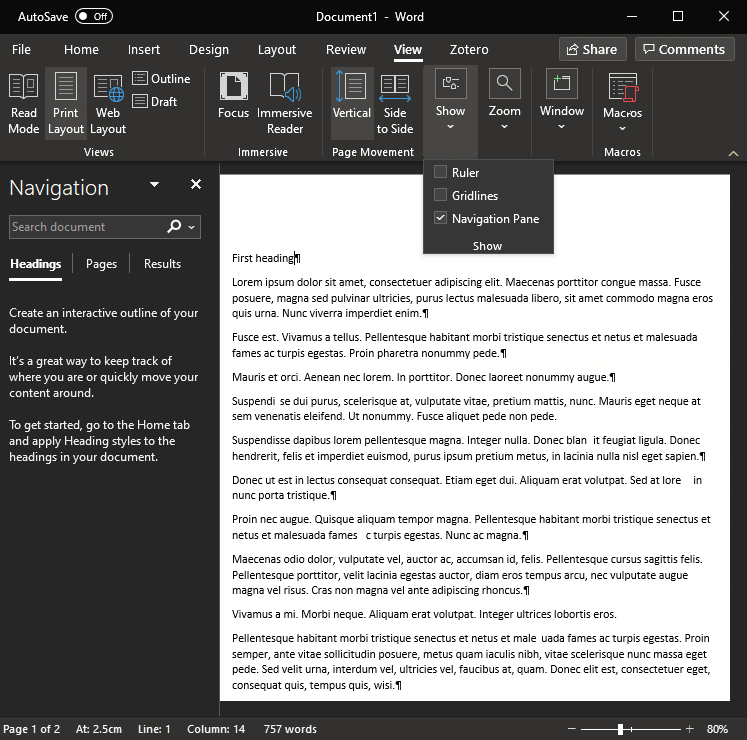 AutoSave Off Document1 - Word
File Home Insert Design Layout Review View Zotero Share Comments
Read Mode
Print Layout
Web Layout
Outline
Draft
Views
Focus
Immersive Reader
Immersive
Vertical
Side to Side
Page Movement
Show
Zoom
Window
Macros
Macros
Ruler
Gridlines
Navigation Pane
Show
Navigation
Search document
Headings Pages Results
Create an interactive outline of your
document.
It's a great way to keep track of
where you are or quickly move your
content around.
To get started, go to the Home tab
and apply Heading styles to the
headings in your document.
First heading¶
Lorem ipsum dolor sit amet, consectetuer adipiscing elit. Maecenas porttitor congue massa. Fusce
posuere, magna sed pulvinar ultricies, purus lectus malesuada libero, sit amet commodo magna eros
quis urna. Nunc viverra imperdiet enim.¶
Fusce est. Vivamus a tellus. Pellentesque habitant morbi tristique senectus et netus et malesuada
fames ac turpis egestas. Proin pharetra nonummy pede.¶
Mauris et orci. Aenean nec lorem. In porttitor. Donec laoreet nonummy augue.¶
Suspendi se dui purus, scelerisque at, vulputate vitae, pretium mattis, nunc. Mauris eget neque at
sem venenatis eleifend. Ut nonummy. Fusce aliquet pede non pede.
Suspendisse dapibus lorem pellentesque magna. Integer nulla. Donec blan it feugiat ligula. Donec
hendrerit, felis et imperdiet euismod, purus ipsum pretium metus, in lacinia nulla nisl eget sapien.¶
Donec ut est in lectus consequat consequat. Etiam eget dui. Aliquam erat volutpat. Sed at lore in
nunc porta tristique.¶
Proin nec augue. Quisque aliquam tempor magna. Pellentesque habitant morbi tristique senectus et
netus et malesuada fames c turpis egestas. Nunc ac magna.¶
Maecenas odio dolor, vulputate vel, auctor ac, accumsan id, felis. Pellentesque cursus sagittis felis.
Pellentesque porttitor, velit lacinia egestas auctor, diam eros tempus arcu, nec vulputate augue
magna vel risus. Cras non magna vel ante adipiscing rhoncus.¶
Vivamus a mi. Morbi neque. Aliquam erat volutpat. Integer ultrices lobortis eros.
Pellentesque habitant morbi tristique senectus et netus et male uada fames ac turpis egestas. Proin
semper, ante vitae sollicitudin posuere, metus quam iaculis nibh, vitae scelerisque nunc massa eget
pede. Sed velit urna, interdum vel, ultricies vel, faucibus at, quam. Donec elit est, consectetuer eget,
consequat quis, tempus quis, wisi.¶
Page 1 of 2 At: 2.5cm Line: 1 Column: 14 757 words 80%